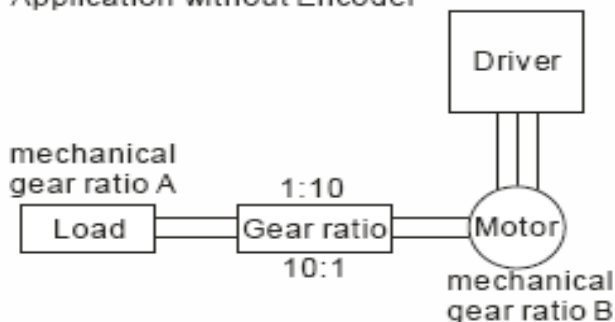 Application without Encoder
Driver
mechanical
gear ratio A
1:10
Load
Gear ratio
Motor
10:1
mechanical
gear ratio B